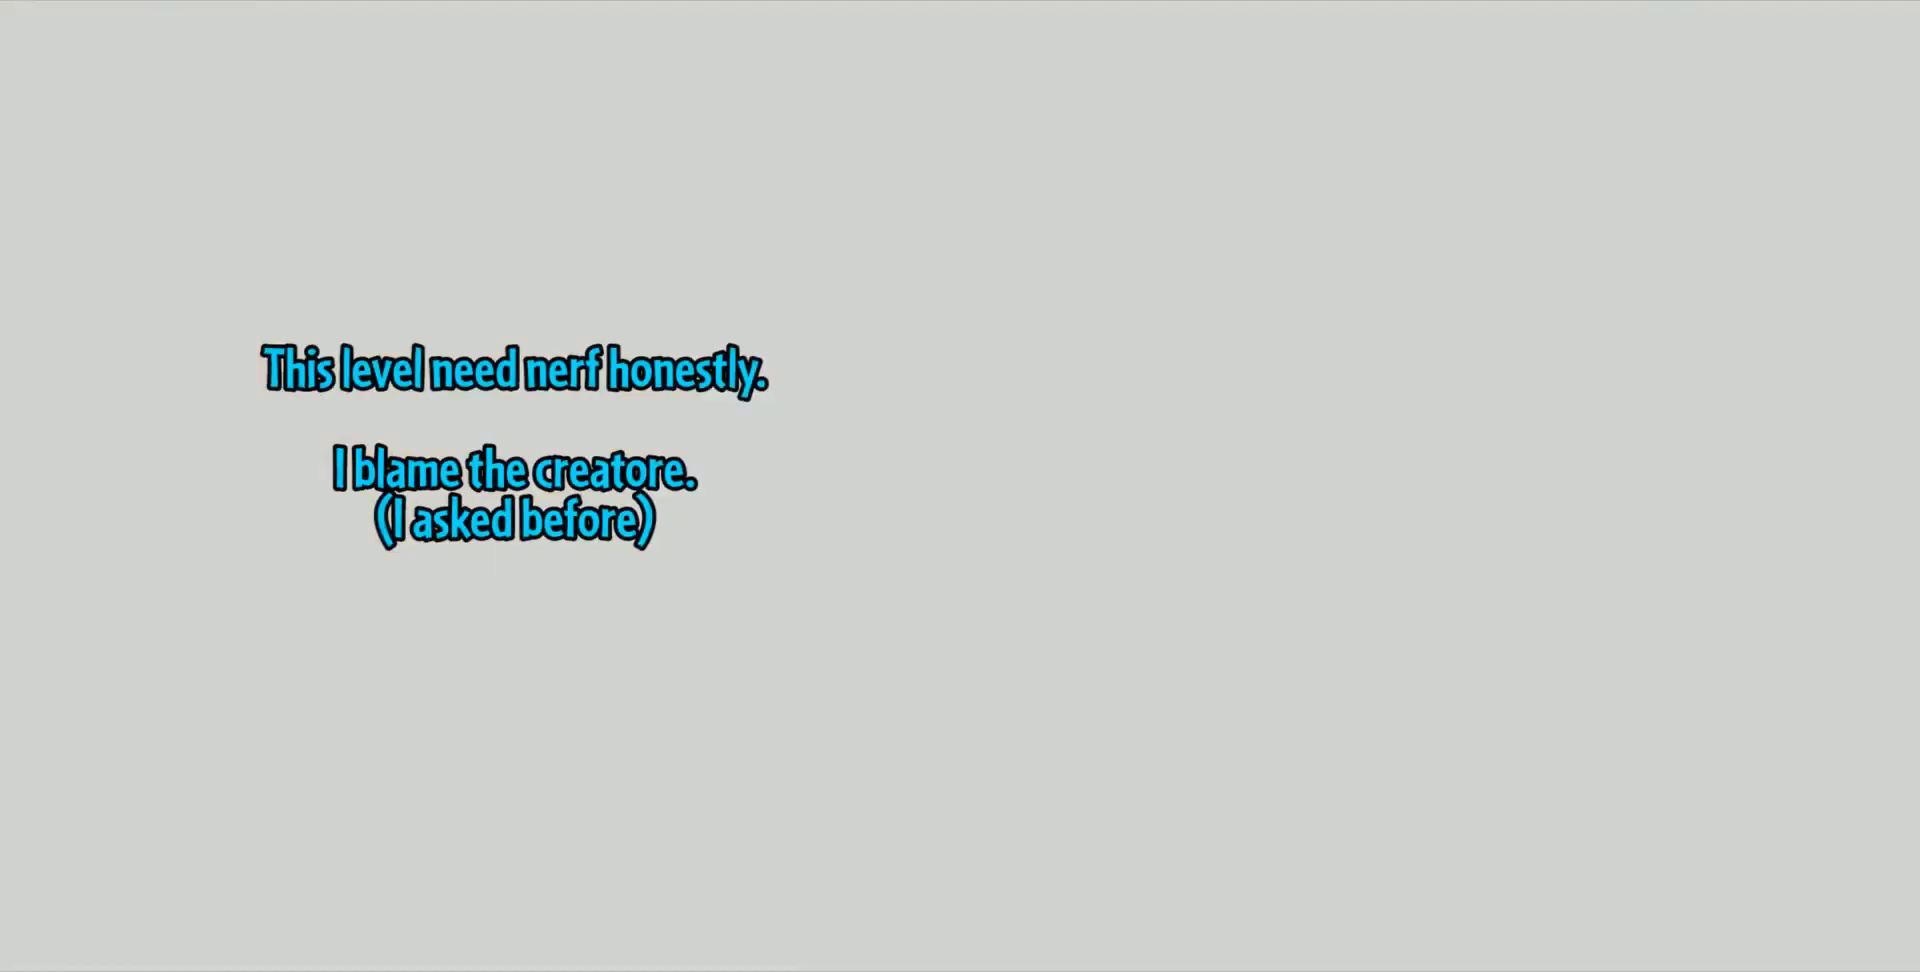 This level need nerf honestly.
I blame the creatore.
(I asked before)